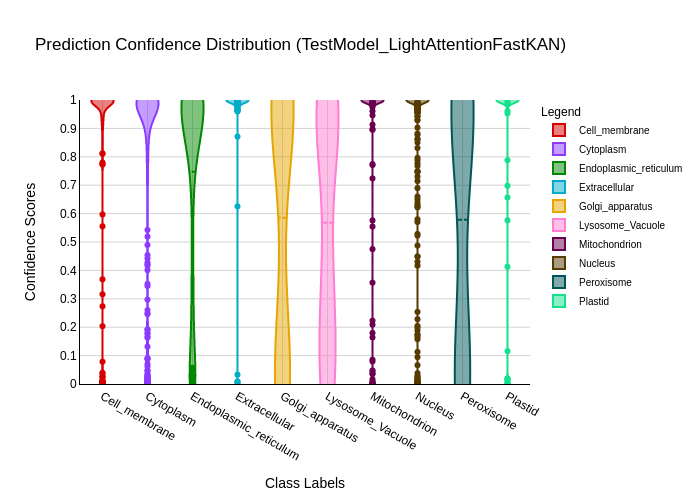 Prediction Confidence Distribution (TestModel_LightAttentionFastKAN)
Confidence Scores
1
0.9
0.8
0.7
0.6
0.5
0.4
0.3
0.2
0.1
0
Cell_membrane
Cytoplasm
Endoplasmic_reticulum
Extracellular
Golgi_apparatus
Lysosome_Vacuole
Mitochondrion
Nucleus
Peroxisome
Plastid
Class Labels
Legend
Cell_membrane
Cytoplasm
Endoplasmic_reticulum
Extracellular
Golgi_apparatus
Lysosome_Vacuole
Mitochondrion
Nucleus
Peroxisome
Plastid